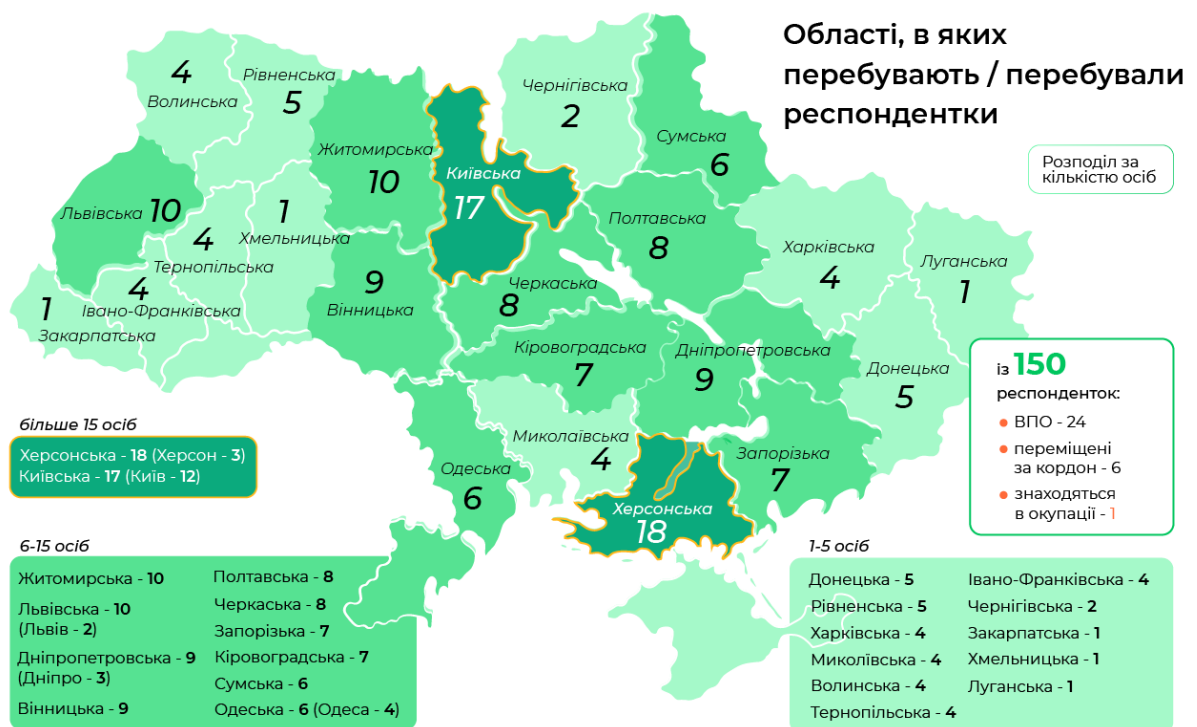 Області, в яких
перебувають / перебували
респондентки
Розподіл за
кількістю осіб
4
Волинська
Рівненська
5
Житомирська
10
Київська
17
Чернігівська
2
Сумська
6
Львівська 10
4
Тернопільська
1
Хмельницька
4
Івано-Франківська
1
Закарпатська
9
Вінницька
Черкаська
8
Полтавська
8
Харківська
4
Луганська
1
Кіровоградська
7
Дніпропетровська
9
Донецька
5
Миколаївська
4
Одеська
6
Запорізька
7
Херсонська
18
із 150
респонденток:
ВПО - 24
переміщені
за кордон - 6
знаходяться
в окупації - 1
більше 15 осіб
Херсонська - 18 (Херсон - 3)
Київська - 17 (Київ - 12)
6-15 осіб
Житомирська - 10
Львівська - 10
(Львів - 2)
Дніпропетровська - 9
(Дніпро - 3)
Вінницька - 9
Полтавська - 8
Черкаська - 8
Запорізька - 7
Кіровоградська - 7
Сумська - 6
Одеська - 6 (Одеса - 4)
1-5 осіб
Донецька - 5
Рівненська - 5
Харківська - 4
Миколівська - 4
Волинська - 4
Тернопільська - 4
Івано-Франківська - 4
Чернігівська - 2
Закарпатська - 1
Хмельницька - 1
Луганська - 1